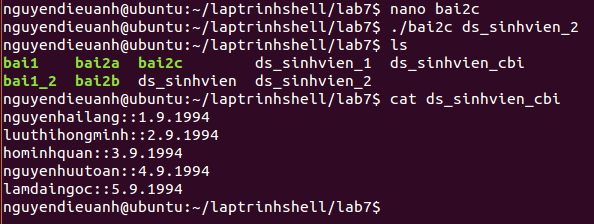 nguyendieuanh@ubuntu:~/laptrinhshell/lab7$ nano bai2c
nguyendieuanh@ubuntu:~/laptrinhshell/lab7$ ./bai2c ds_sinhvien_2
nguyendieuanh@ubuntu:~/laptrinhshell/lab7$ ls
bai1    bai2a  bai2c        ds_sinhvien_1  ds_sinhvien_cbi
bai1_2  bai2b  ds_sinhvien  ds_sinhvien_2
nguyendieuanh@ubuntu:~/laptrinhshell/lab7$ cat ds_sinhvien_cbi
nguyenhailang::1.9.1994
luuthihongminh::2.9.1994
hominhquan::3.9.1994
nguyenhuutoan::4.9.1994
lamdaingoc::5.9.1994
nguyendieuanh@ubuntu:~/laptrinhshell/lab7$